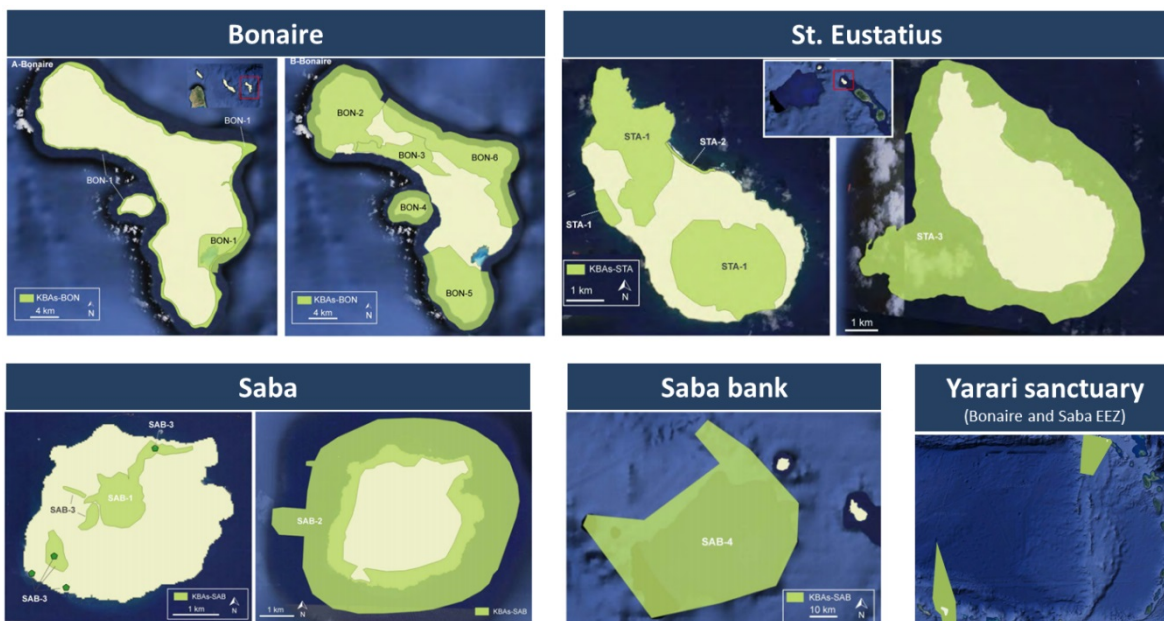 Bonaire
A-Bonaire
BON-1
BON-1
BON-1
KBAs-BON
4 km
N
B-Bonaire
BON-2
BON-3
BON-6
BON-4
BON-5
KBAs-BON
4 km
N
St. Eustatius
STA-1
STA-2
STA-1
STA-1
KBAs-STA
1 km
N
STA-3
1 km
N
Saba
SAB-3
SAB-1
SAB-3
SAB-3
KBAs-SAB
1 km
N
SAB-2
1 km
N
KBAs-SAB
Saba bank
SAB-4
KBAs-SAB
10 km
N
Yarari sanctuary
(Bonaire and Saba EEZ)